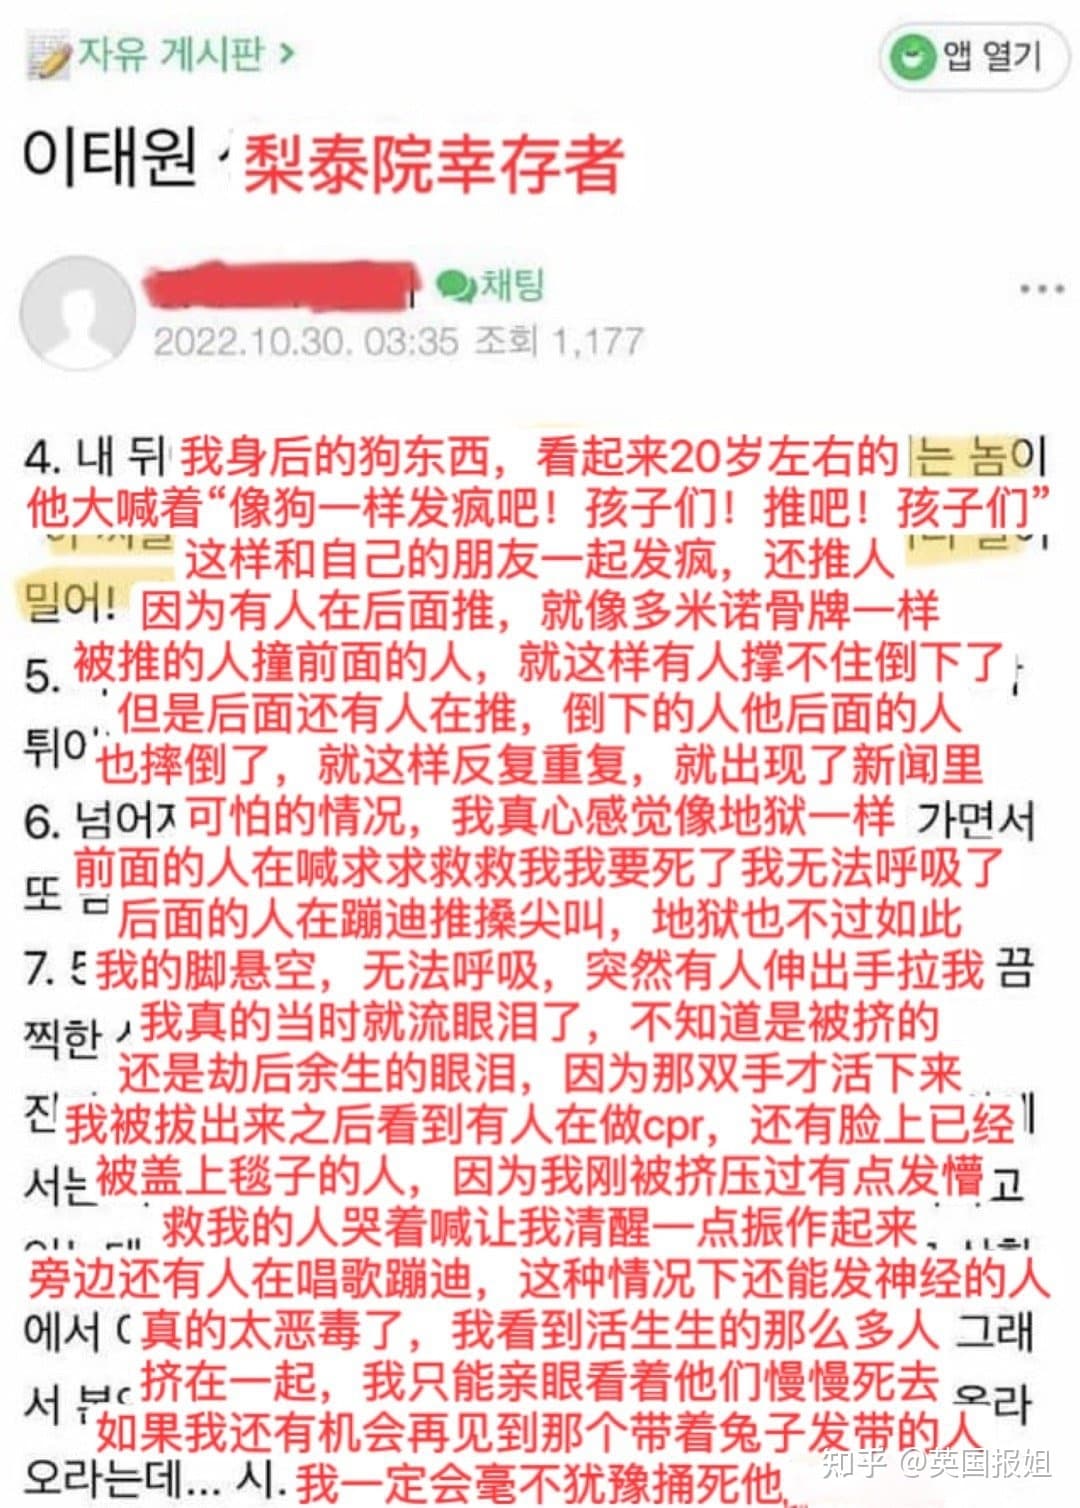 자유 게시판 >
앱 열기
이태원 梨泰院幸存者
채팅
2022.10.30. 03:35 조회 1,177
4. 내 뒤 我身后的狗东西，看起来20岁左右的 는 놈이
他大喊着“像狗一样发疯吧！孩子们！推吧！孩子们”
这样和自己的朋友一起发疯，还推人
밀어! 因为有人在后面推，就像多米诺骨牌一样
5. 被推的人撞前面的人，就这样有人撑不住倒下了
但是后面还有人在推，倒下的人他后面的人
튀어 也摔倒了，就这样反复重复，就出现了新闻里
6. 넘어져 可怕的情况，我真心感觉像地狱一样 가면서
前面的人在喊求求救救我我要死了我无法呼吸了
또 后面的人在蹦迪推搡尖叫，地狱也不过如此
7. 5 我的脚悬空，无法呼吸，突然有人伸出手拉我 끔
찍한 我真的当时就流眼泪了，不知道是被挤的
还是劫后余生的眼泪，因为那双手才活下来
진 我被拔出来之后看到有人在做cpr，还有脸上已经
서는 被盖上毯子的人，因为我刚被挤压过有点发懵 고
救我的人哭着喊让我清醒一点振作起来
旁边还有人在唱歌蹦迪，这种情况下还能发神经的人
에서 真的太恶毒了，我看到活生生的那么多人 그래
서 挤在一起，我只能亲眼看着他们慢慢死去 올라
如果我还有机会再见到那个带着兔子发带的人
오라는데... 시. 我一定会毫不犹豫捅死他
知乎 @英国报姐